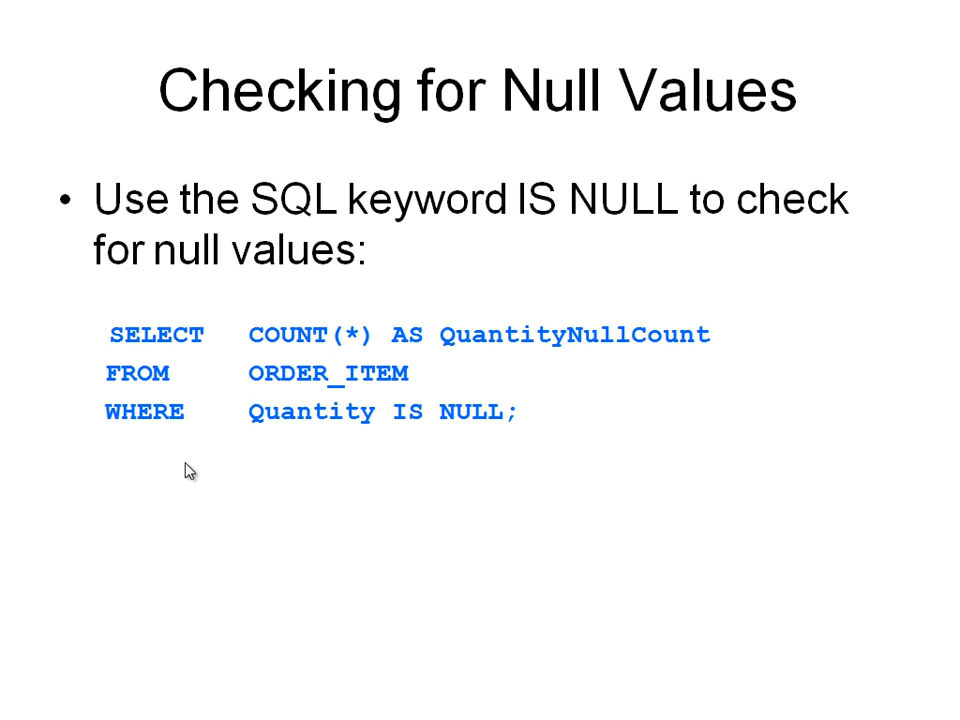 Checking for Null Values
• Use the SQL keyword IS NULL to check
for null values:
SELECT COUNT(*) AS QuantityNullCount
FROM ORDER_ITEM
WHERE Quantity IS NULL;